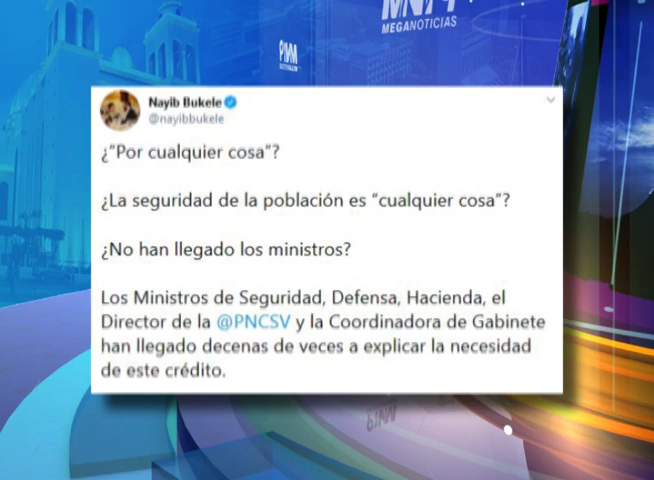 MEGANOTICIAS
Nayib Bukele
@nayibbukele
¿"Por cualquier cosa"?
¿La seguridad de la población es "cualquier cosa"?
¿No han llegado los ministros?
Los Ministros de Seguridad, Defensa, Hacienda, el
Director de la @PNCSV y la Coordinadora de Gabinete
han llegado decenas de veces a explicar la necesidad
de este crédito.